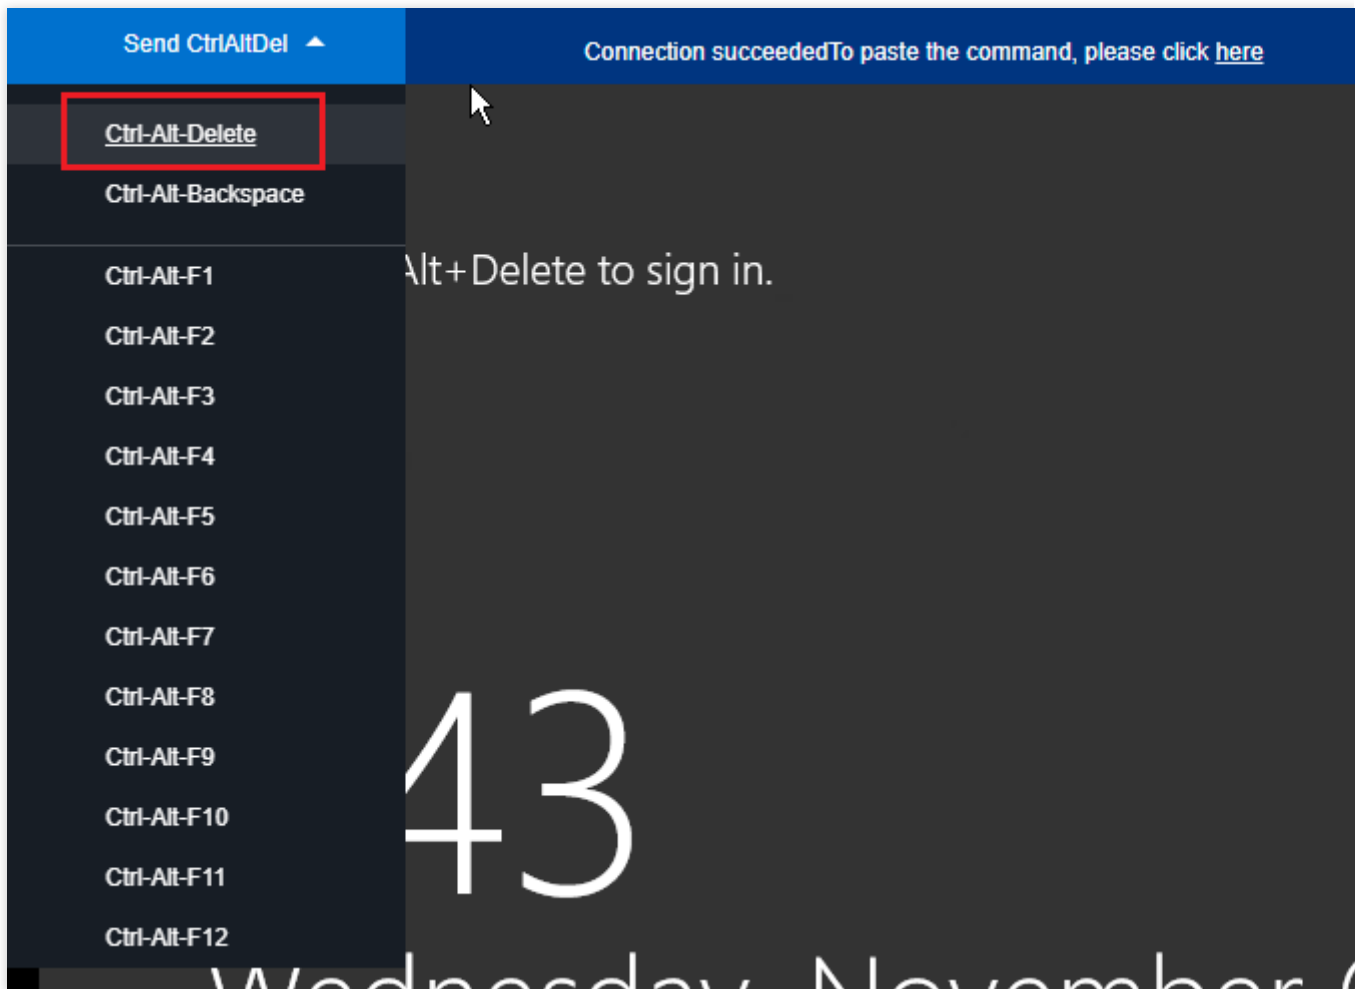 Send CtrlAltDel
Connection succeededTo paste the command, please click here
Ctrl-Alt-Delete
Ctrl-Alt-Backspace
Alt+Delete to sign in.
Ctrl-Alt-F1
Ctrl-Alt-F2
Ctrl-Alt-F3
Ctrl-Alt-F4
Ctrl-Alt-F5
Ctrl-Alt-F6
Ctrl-Alt-F7
Ctrl-Alt-F8
Ctrl-Alt-F9
Ctrl-Alt-F10
Ctrl-Alt-F11
Ctrl-Alt-F12
43
Wednesday, November